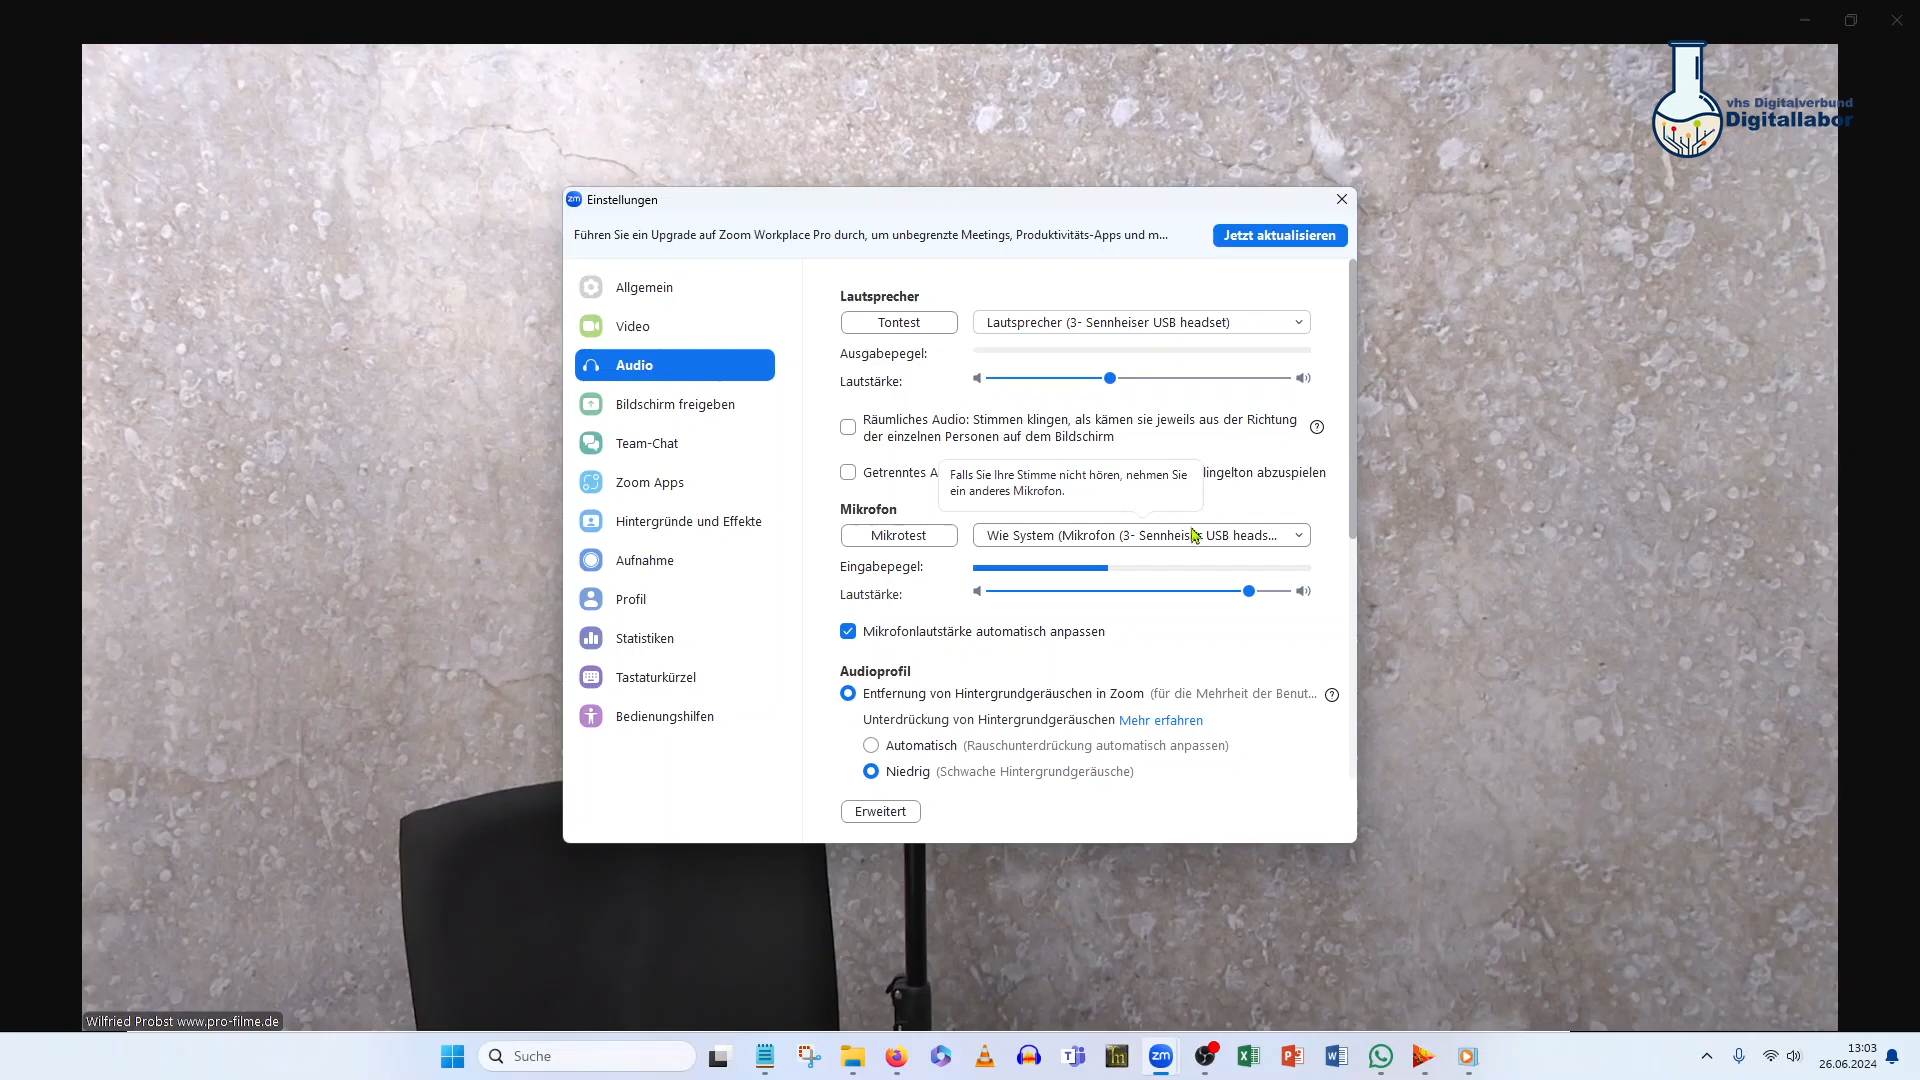 vhs Digitalverbund
Digitallabor
zm Einstellungen
Führen Sie ein Upgrade auf Zoom Workplace Pro durch, um unbegrenzte Meetings, Produktivitäts-Apps und m...
Jetzt aktualisieren
Allgemein
Video
Audio
Bildschirm freigeben
Team-Chat
Zoom Apps
Hintergründe und Effekte
Aufnahme
Profil
Statistiken
Tastaturkürzel
Bedienungshilfen
Lautsprecher
Tontest
Lautsprecher (3- Sennheiser USB headset)
Ausgabepegel:
Lautstärke:
Räumliches Audio: Stimmen klingen, als kämen sie jeweils aus der Richtung
der einzelnen Personen auf dem Bildschirm
Getrenntes A
lingelton abzuspielen
Falls Sie Ihre Stimme nicht hören, nehmen Sie
ein anderes Mikrofon.
Mikrofon
Mikrotest
Wie System (Mikrofon (3- Sennheiser USB heads...
Eingabepegel:
Lautstärke:
Mikrofonlautstärke automatisch anpassen
Audioprofil
Entfernung von Hintergrundgeräuschen in Zoom (für die Mehrheit der Benut...
Unterdrückung von Hintergrundgeräuschen Mehr erfahren
Automatisch (Rauschunterdrückung automatisch anpassen)
Niedrig (Schwache Hintergrundgeräusche)
Erweitert
Wilfried Probst www.pro-filme.de
Suche
zm
13:03
26.06.2024